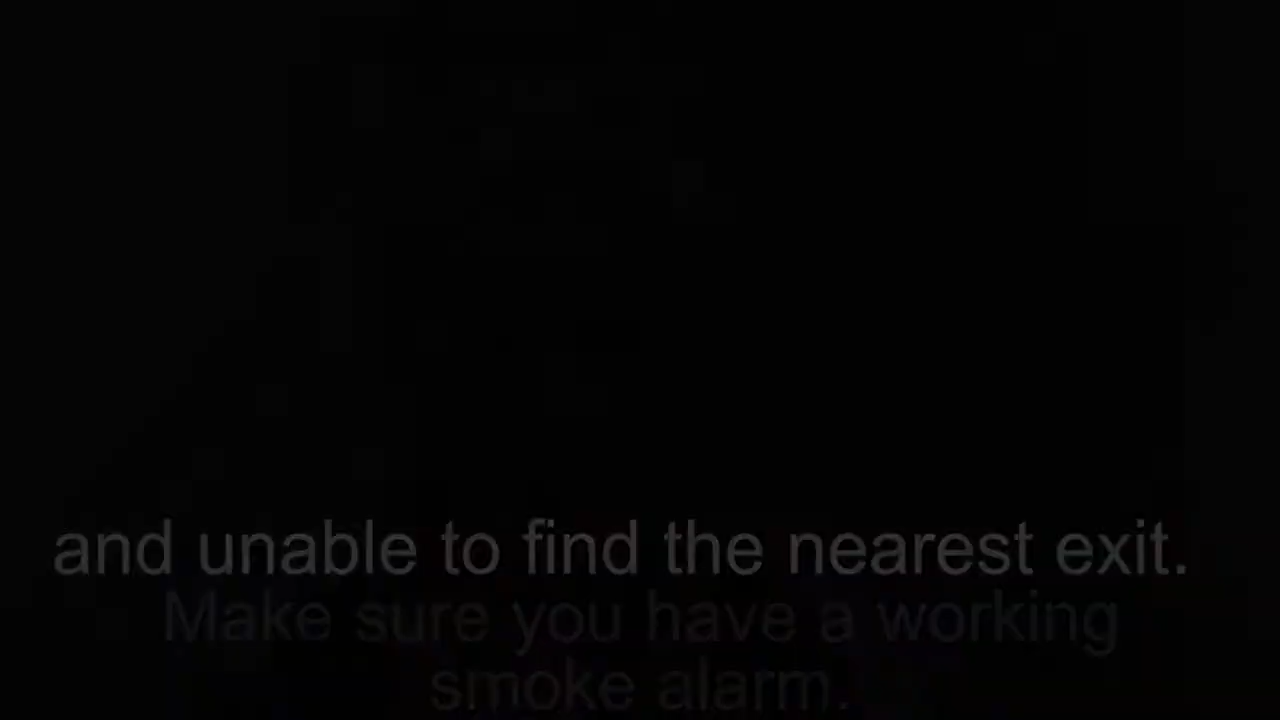 and unable to find the nearest exit.
Make sure you have a working
smoke alarm.